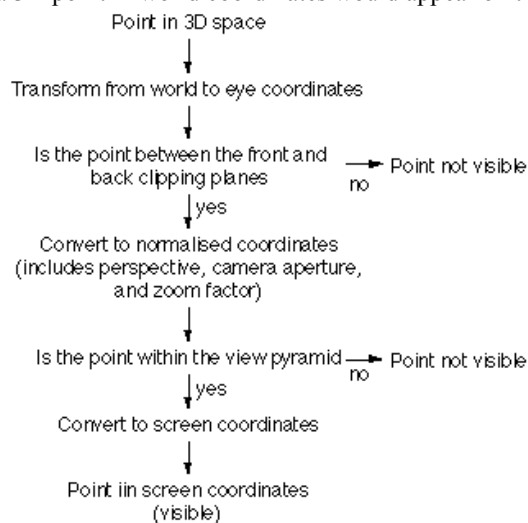 Point in 3D space
Transform from world to eye coordinates
Is the point between the front and
back clipping planes
no
Point not visible
yes
Convert to normalised coordinates
(includes perspective, camera aperture,
and zoom factor)
Is the point within the view pyramid
no
Point not visible
yes
Convert to screen coordinates
Point iin screen coordinates
(visible)